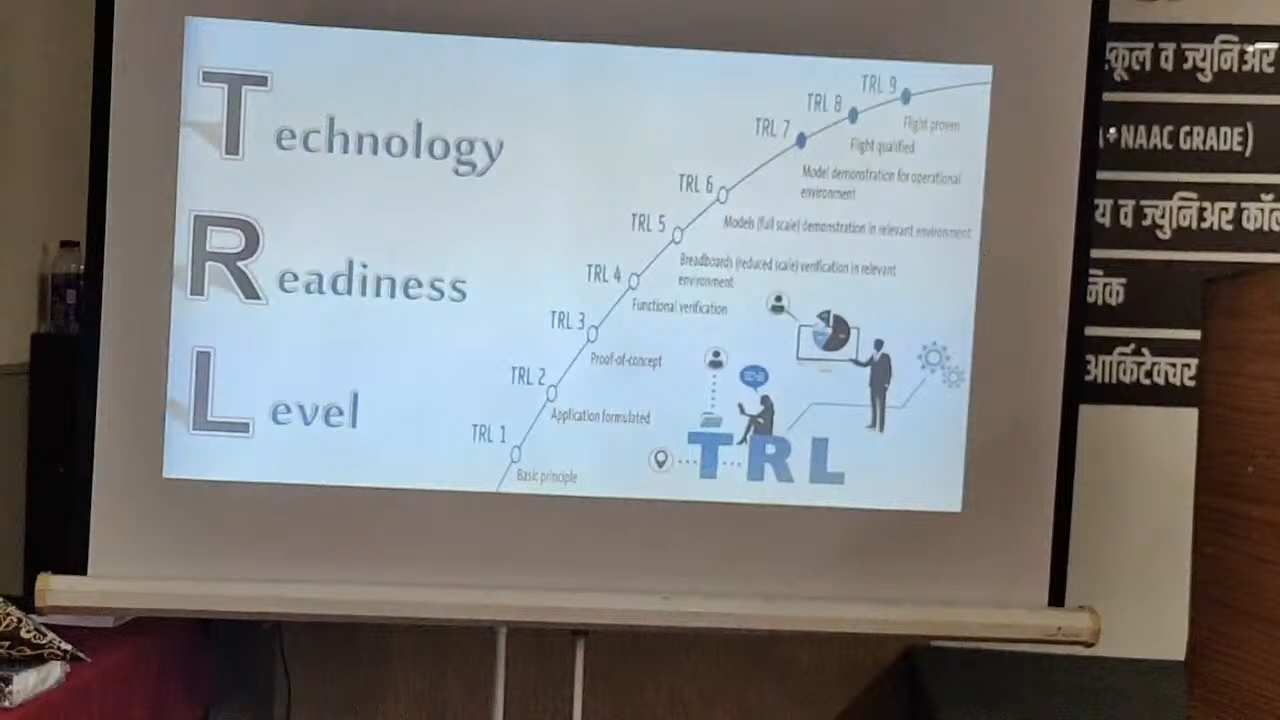 Technology
Readiness
Level
TRL 9
Flight proven
TRL 8
Flight qualified
TRL 7
Model demonstration for operational
environment
TRL 6
Models (full scale) demonstration in relevant environment
TRL 5
Breadboards (reduced scale) verification in relevant
environment
TRL 4
Functional verification
TRL 3
Proof-of-concept
TRL 2
Application formulated
TRL 1
Basic principle
TRL
स्कूल व ज्युनिअर
A+NAAC GRADE)
य व ज्युनिअर कॉ
निक
आर्किटेक्चर